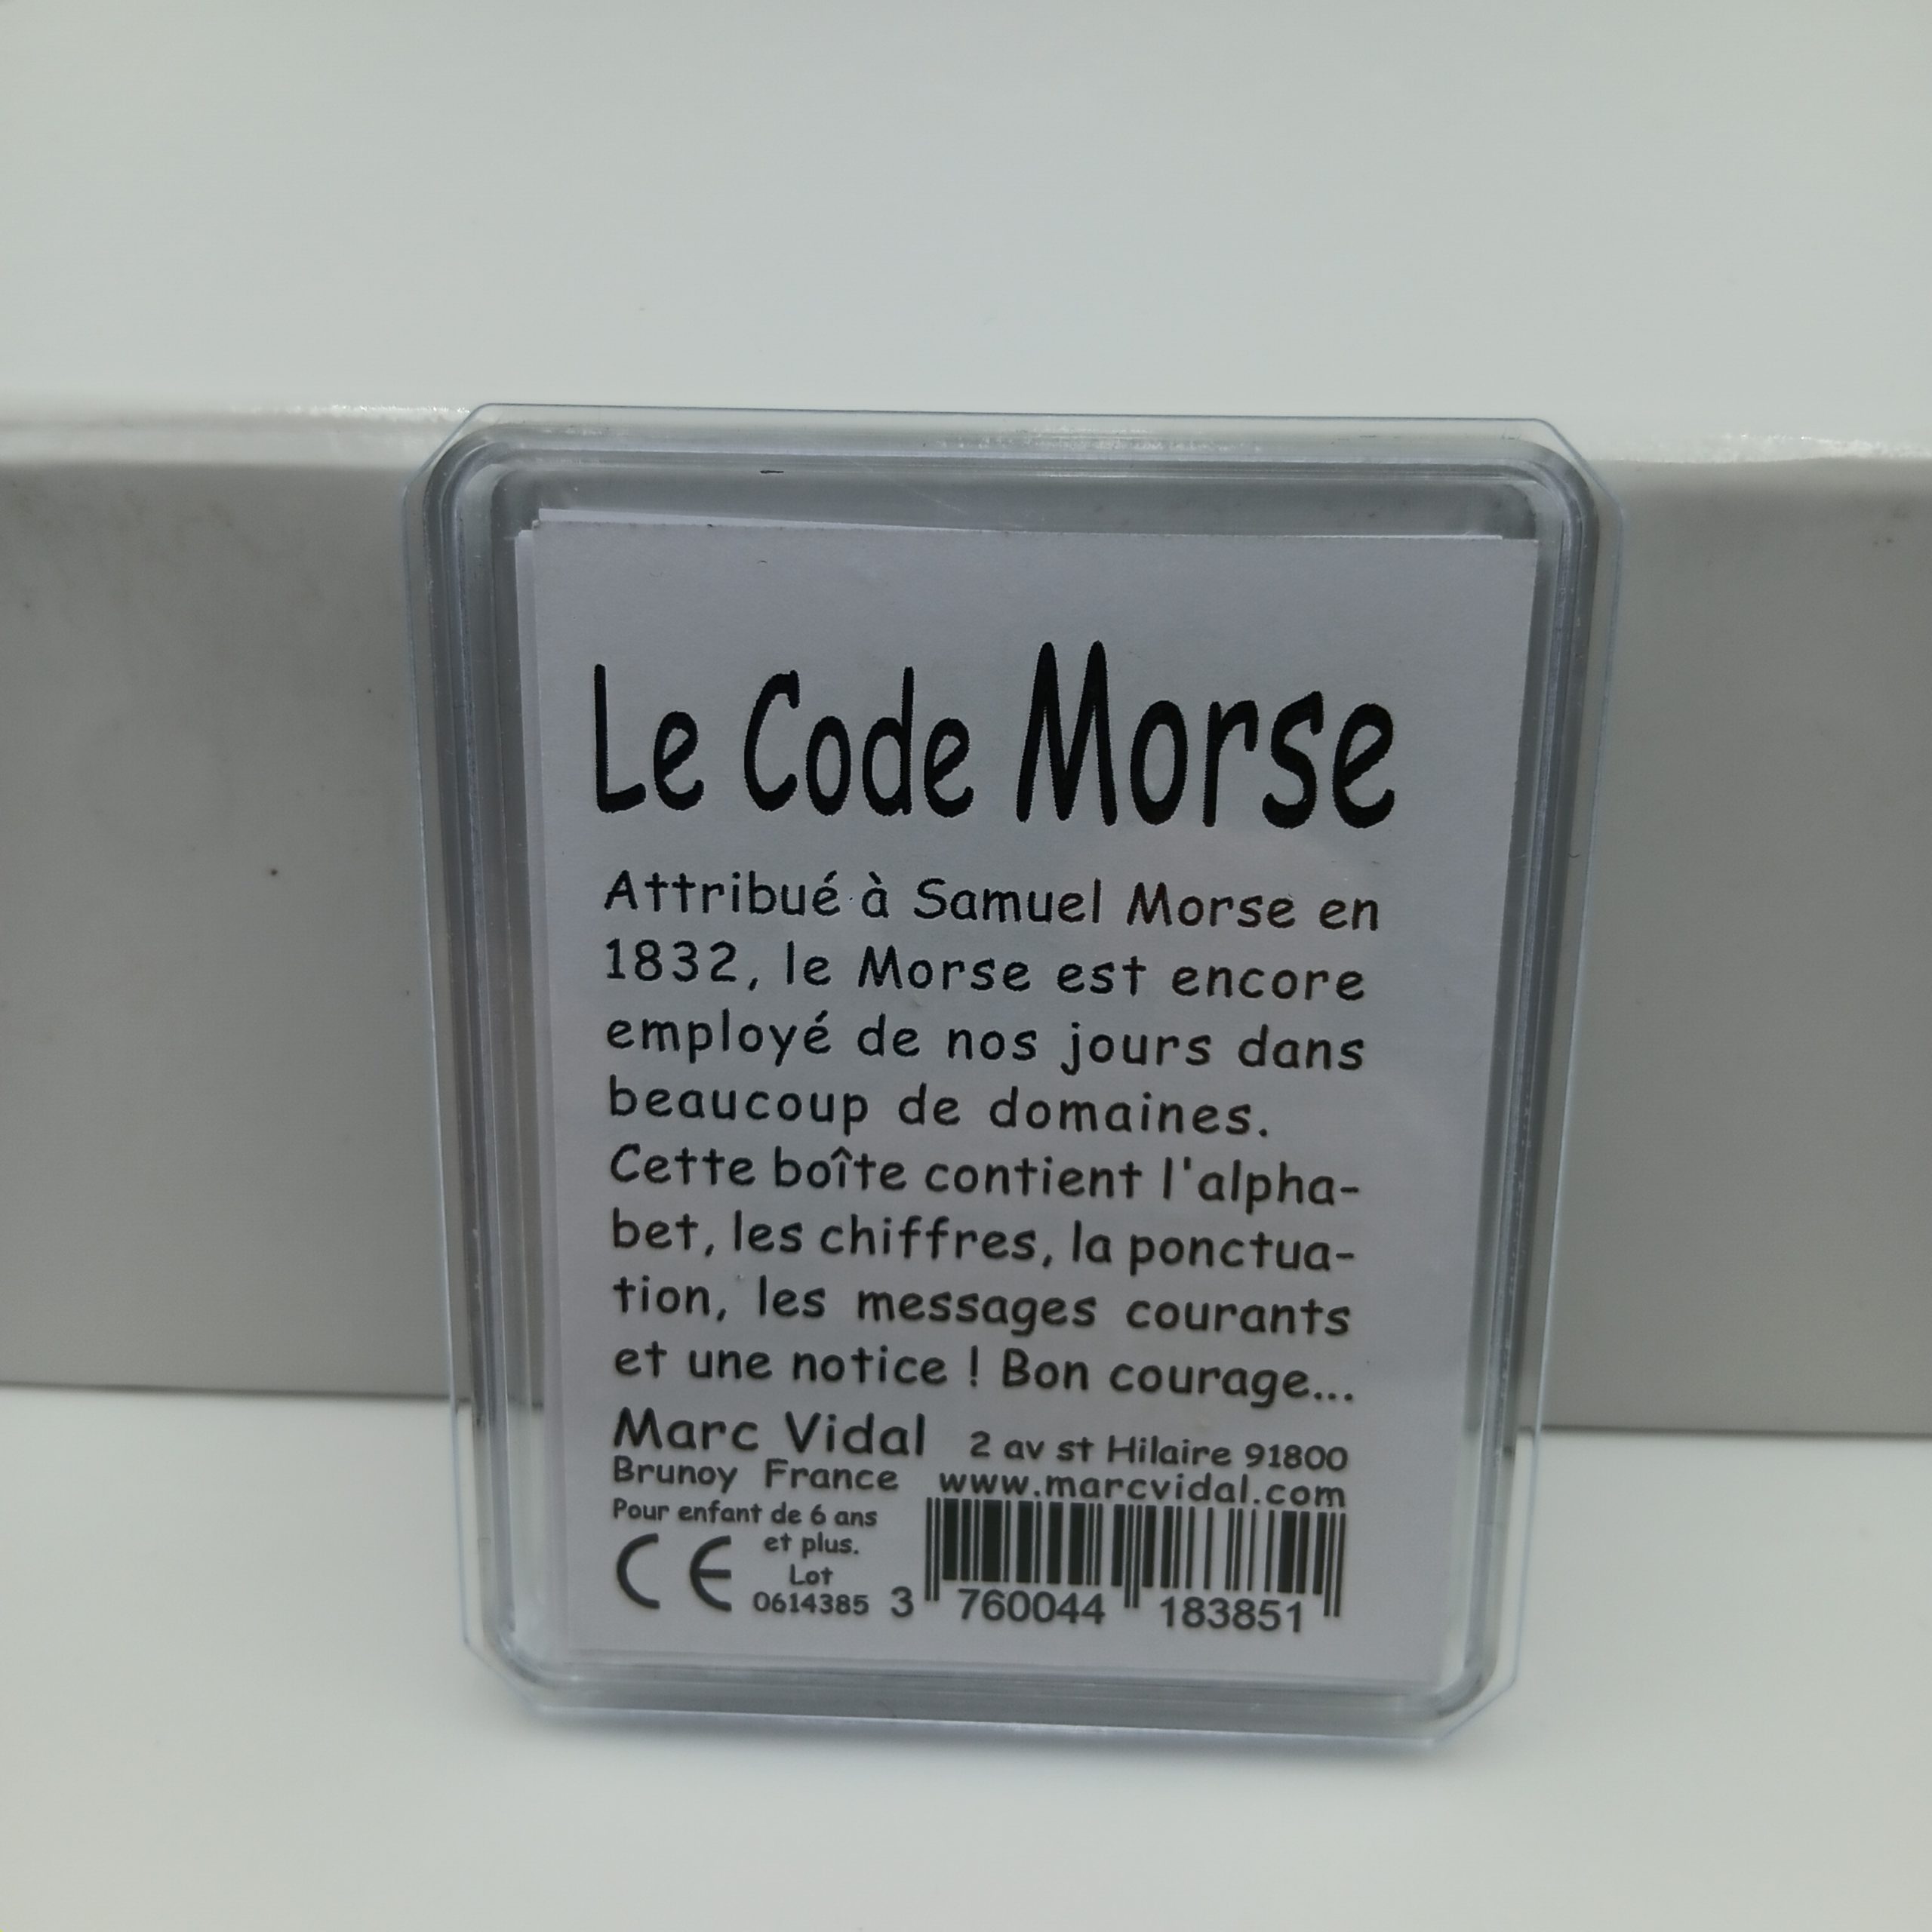 Le Code Morse
Attribué à Samuel Morse en
1832, le Morse est encore
employé de nos jours dans
beaucoup de domaines.
Cette boîte contient l'alpha-
bet, les chiffres, la ponctua-
tion, les messages courants
et une notice ! Bon courage...
Marc Vidal 2 av st Hilaire 91800
Brunoy France www.marcvidal.com
Pour enfant de 6 ans
et plus.
CE Lot
0614385 3 760044 183851